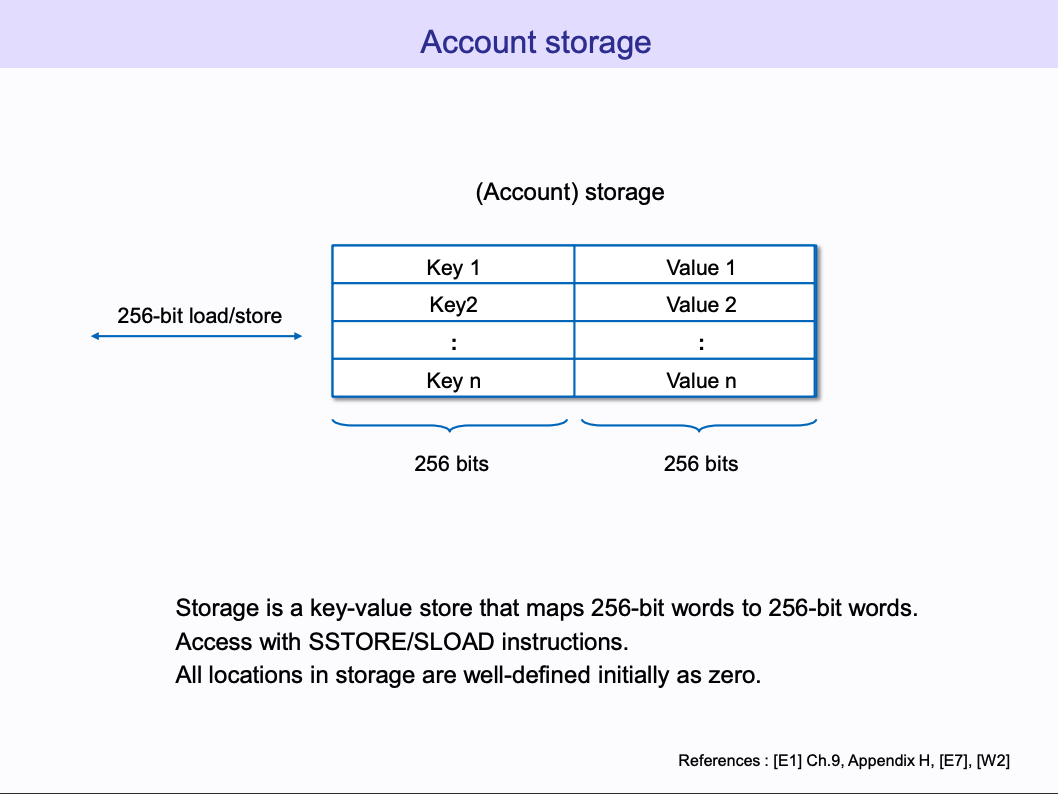 Account storage
(Account) storage
256-bit load/store
Key 1 Value 1
Key2 Value 2
: :
Key n Value n
256 bits 256 bits
Storage is a key-value store that maps 256-bit words to 256-bit words.
Access with SSTORE/SLOAD instructions.
All locations in storage are well-defined initially as zero.
References : [E1] Ch.9, Appendix H, [E7], [W2]